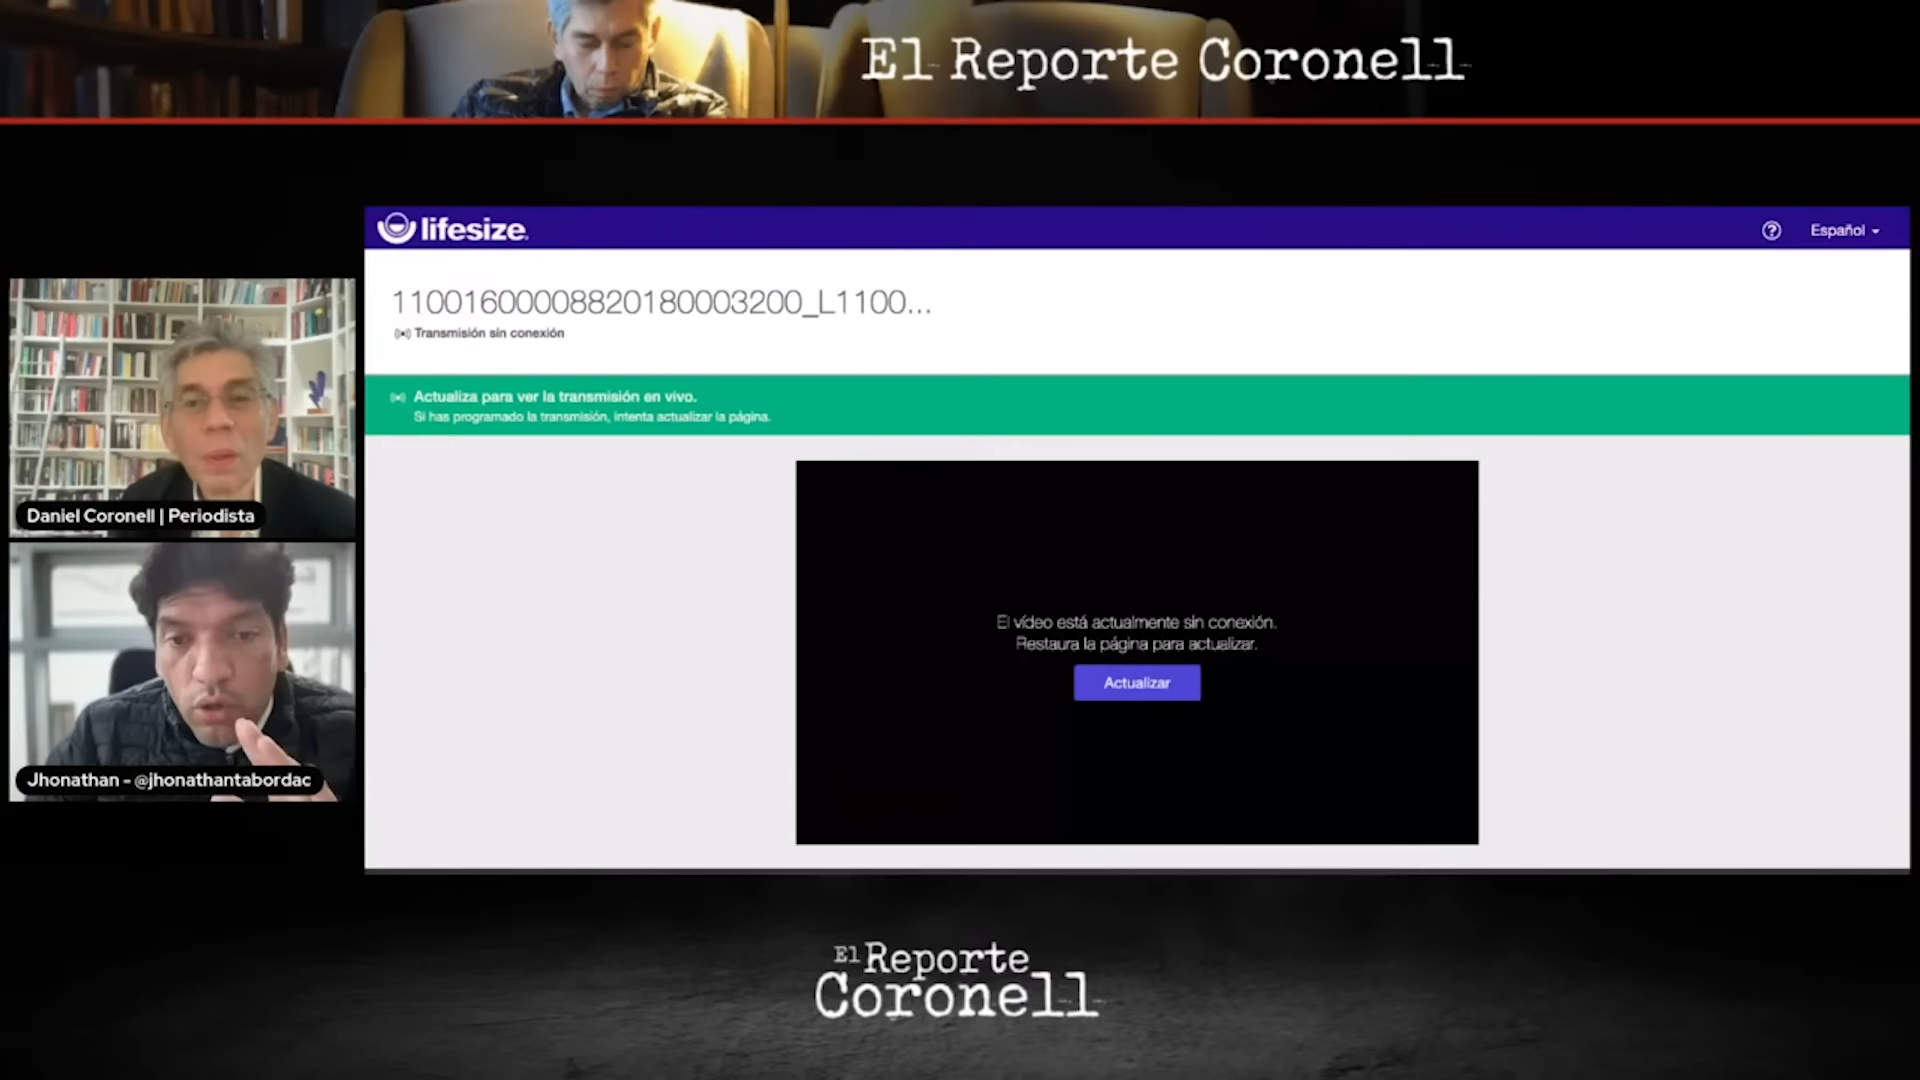 El Reporte Coronell
lifesize
Español
11001600008820180003200_L1100...
Transmisión sin conexión
Actualiza para ver la transmisión en vivo.
Si has programado la transmisión, intenta actualizar la página.
Daniel Coronell | Periodista
El vídeo está actualmente sin conexión.
Restaura la página para actualizar.
Actualizar
Jhonathan - @jhonathantabordac
El Reporte
Coronell